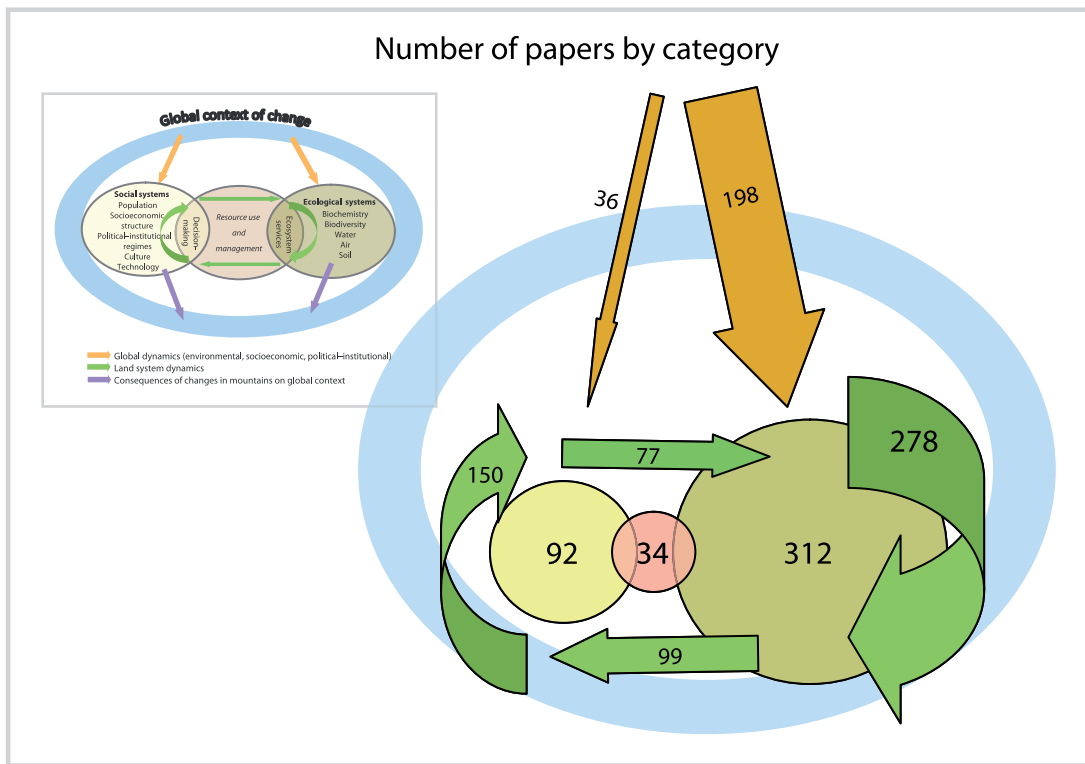 Number of papers by category
Global context of change
Social systems
Population
Socioeconomic
structure
Political–institutional
regimes
Culture
Technology
Decision–
making
Resource use
and
management
Ecosystem
services
Ecological systems
Biochemistry
Biodiversity
Water
Air
Soil
Global dynamics (environmental, socioeconomic, political–institutional)
Land system dynamics
Consequences of changes in mountains on global context
36
198
278
150
77
92
34
312
99